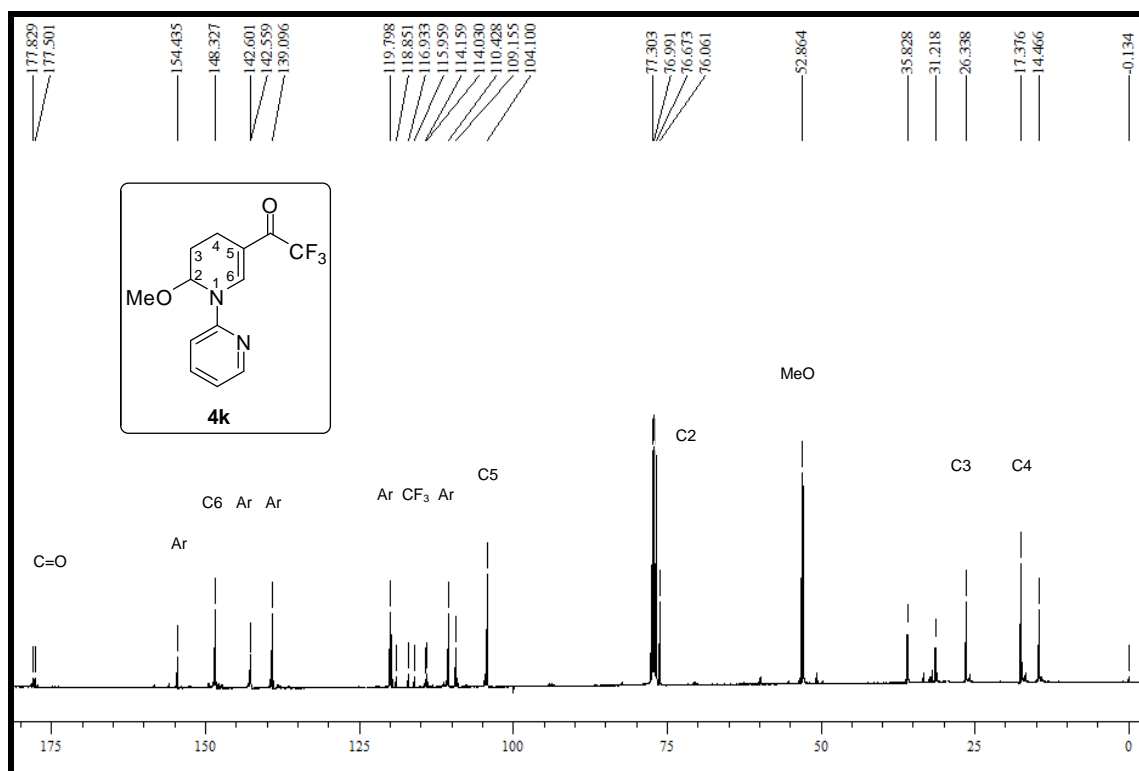 177.829
177.501
154.435
148.327
142.601
142.559
139.096
119.798
118.851
116.933
115.959
114.159
114.030
110.428
109.155
104.100
77.303
76.991
76.673
76.061
52.864
35.828
31.218
26.338
17.376
14.466
-0.134
O
CF3
4
5
3
2
6
1
MeO
N
N
4k
MeO
C2
C5
C3
C4
C6
Ar
Ar
Ar
CF3
Ar
Ar
C=O
175
150
125
100
75
50
25
0